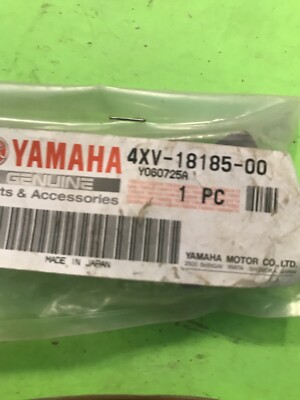 YAMAHA 4XV-18185-00
GENUINE Y060725A
ts & Accessories 1 PC
YAMAHA MOTOR CO., LTD.
MADE IN JAPAN